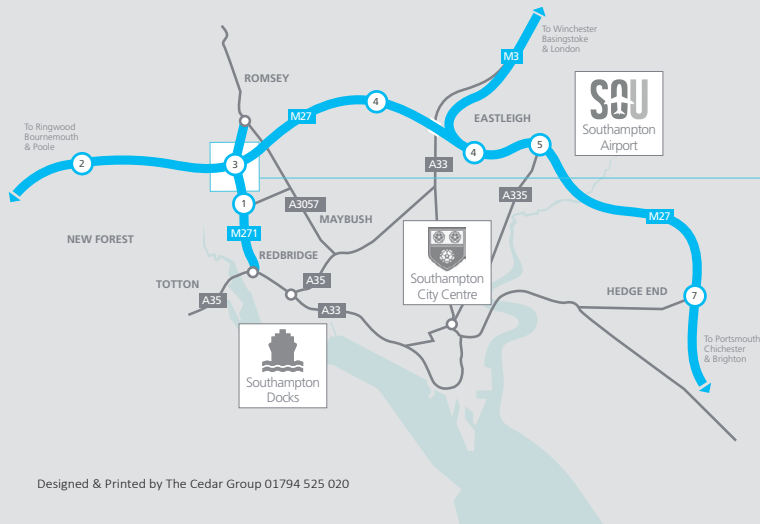 To Winchester
Basingstoke
& London
M3
ROMSEY
SOU
Southampton
Airport
4
M27
EASTLEIGH
To Ringwood
Bournemouth
& Poole
5
4
2
3
A33
A335
1
A3057
MAYBUSH
M27
M271
NEW FOREST
REDBRIDGE
Southampton
City Centre
A35
TOTTON
HEDGE END
7
A35
A33
To Portsmouth
Chichester
& Brighton
Southampton
Docks
Designed & Printed by The Cedar Group 01794 525 020